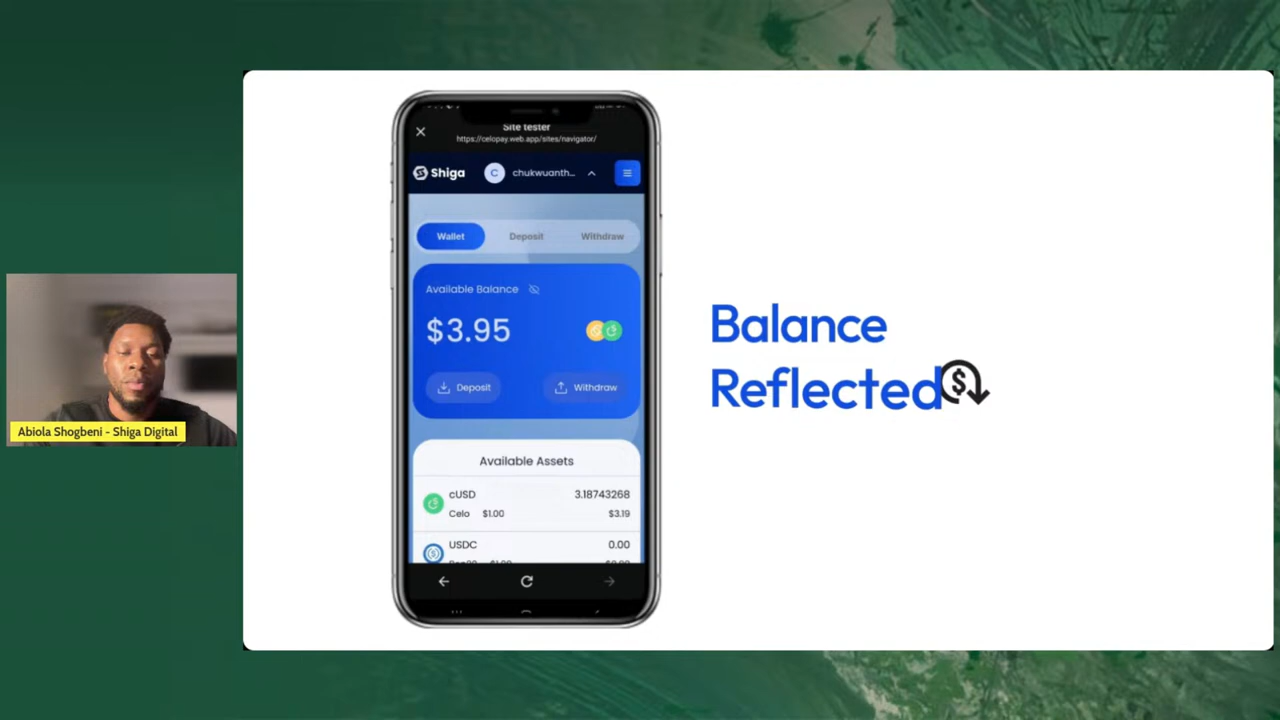 Site tester
https://celopay.web.app/sites/navigator/
Shiga
C
chukwuanth...
Wallet
Deposit
Withdraw
Available Balance
$3.95
Deposit
Withdraw
Available Assets
cUSD
3.18743268
Celo
$1.00
$3.19
USDC
0.00
Balance
Reflected
Abiola Shogbeni - Shiga Digital